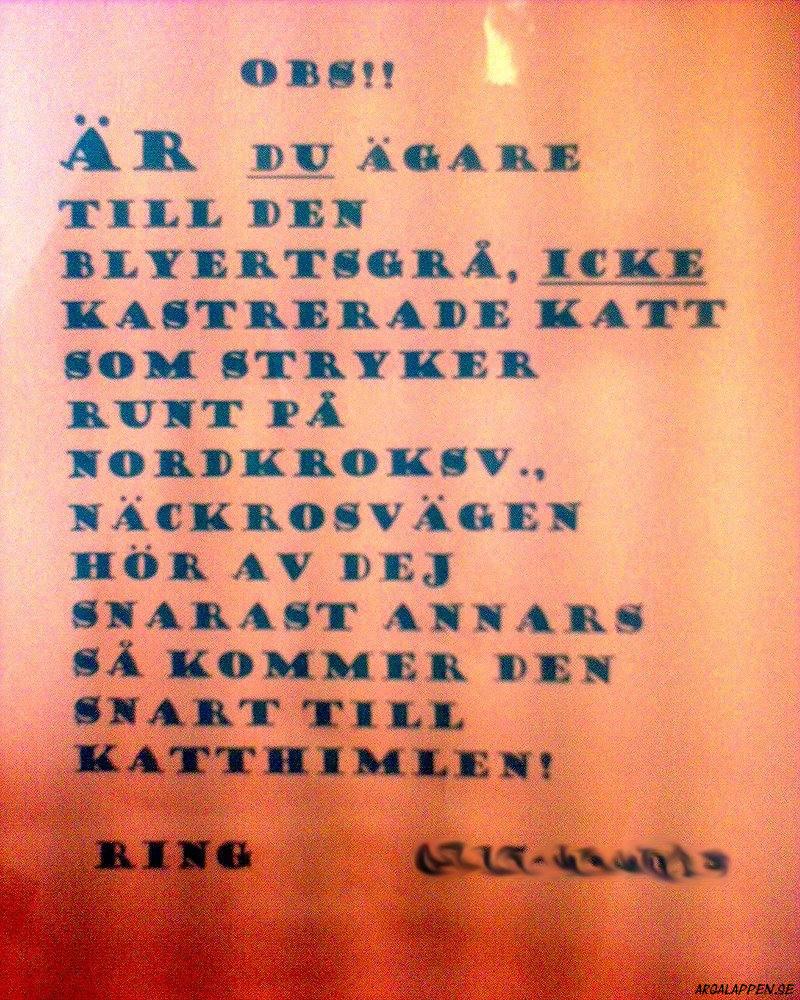 OBS!!
ÄR DU ÄGARE
TILL DEN
BLYERTSGRÅ, ICKE
KASTRERADE KATT
SOM STRYKER
RUNT PÅ
NORDKROKSV.,
NÄCKROSVÄGEN
HÖR AV DEJ
SNARAST ANNARS
SÅ KOMMER DEN
SNART TILL
KATTHIMLEN!
RING
ARGALAPPEN.SE